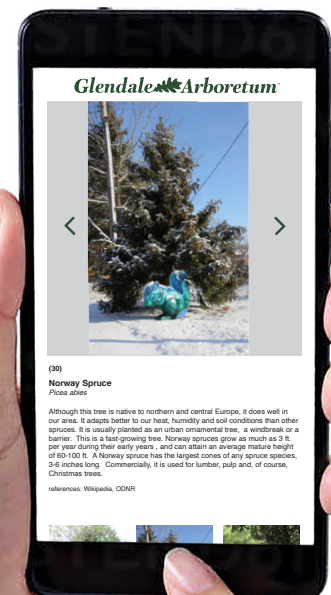 Glendale Arboretum
(30)
Norway Spruce
Picea abies
Although this tree is native to northern and central Europe, it does well in
our area. It adapts better to our heat, humidity and soil conditions than other
spruces. It is usually planted as an urban ornamental tree, a windbreak or a
barrier. This is a fast-growing tree. Norway spruces grow as much as 3 ft.
per year during their early years , and can attain an average mature height
of 60-100 ft. A Norway spruce has the largest cones of any spruce species,
3-6 inches long. Commercially, it is used for lumber, pulp and, of course,
Christmas trees.
references: Wikipedia, ODNR